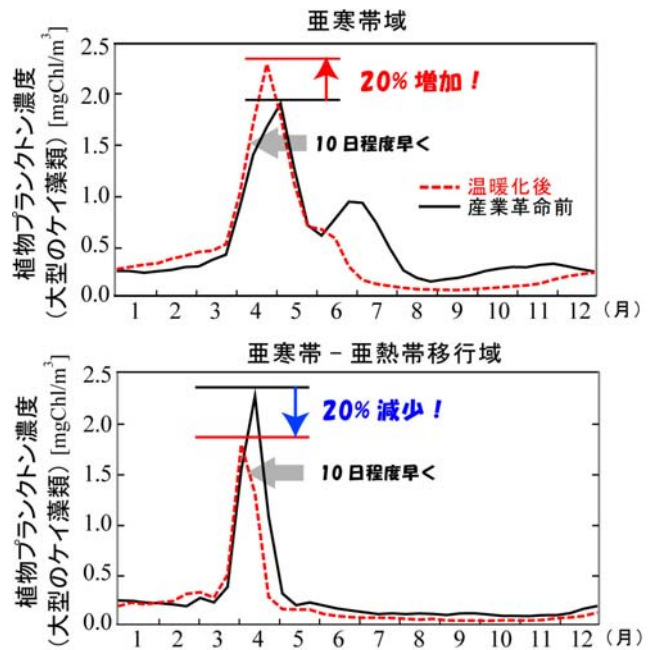 亜寒帯域
植物プランクトン濃度
(大型のケイ藻類) [mgChl/m³]
2.5
2.0
1.5
1.0
0.5
0.0
20% 増加！
10日程度早く
温暖化後
産業革命前
1 2 3 4 5 6 7 8 9 10 11 12 (月)
亜寒帯－亜熱帯移行域
植物プランクトン濃度
(大型のケイ藻類) [mgChl/m³]
2.5
2.0
1.5
1.0
0.5
0.0
20% 減少！
10日程度早く
1 2 3 4 5 6 7 8 9 10 11 12 (月)